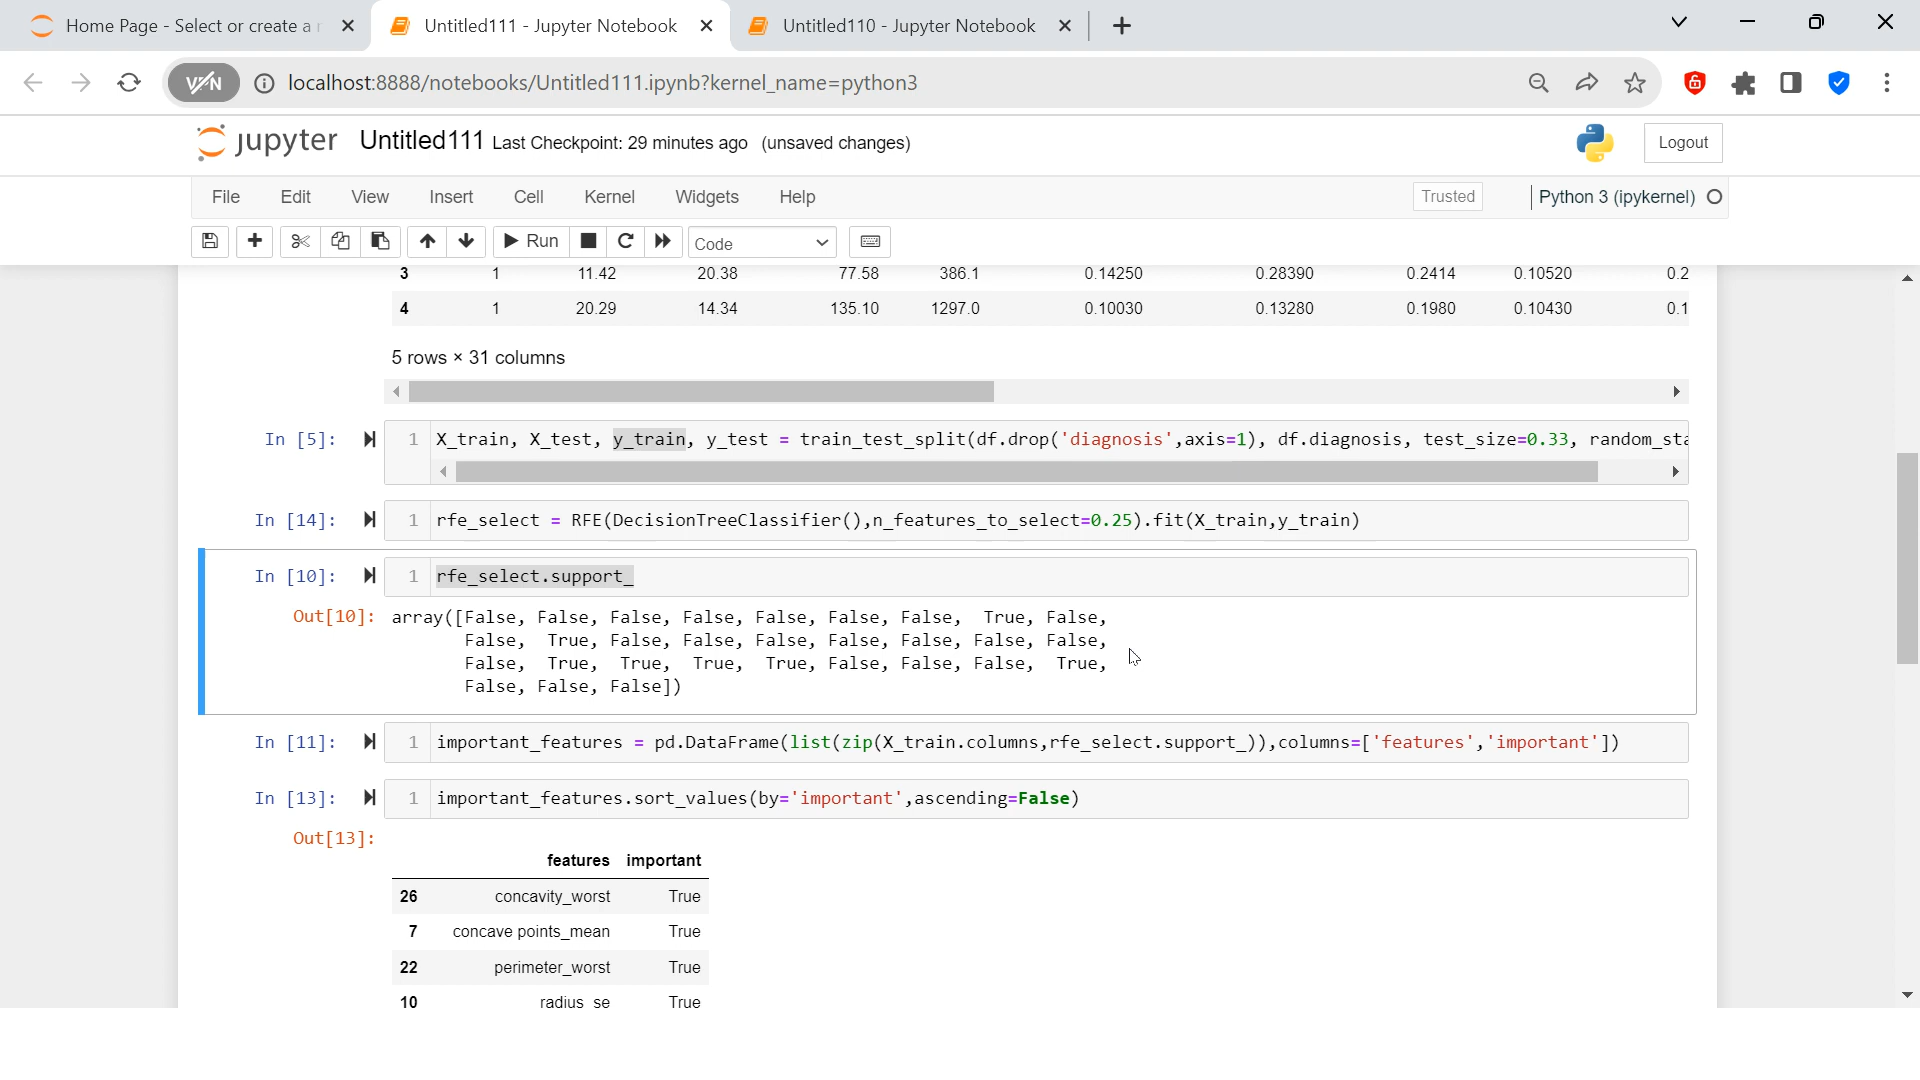 Home Page - Select or create a
Untitled111 - Jupyter Notebook
Untitled110 - Jupyter Notebook
VPN
localhost:8888/notebooks/Untitled111.ipynb?kernel_name=python3
jupyter Untitled111 Last Checkpoint: 29 minutes ago (unsaved changes)
Logout
File Edit View Insert Cell Kernel Widgets Help
Trusted
Python 3 (ipykernel)
Run
Code
3 1 11.42 20.38 77.58 386.1 0.14250 0.28390 0.2414 0.10520 0.2
4 1 20.29 14.34 135.10 1297.0 0.10030 0.13280 0.1980 0.10430 0.1
5 rows × 31 columns
In [5]: 1 X_train, X_test, y_train, y_test = train_test_split(df.drop('diagnosis',axis=1), df.diagnosis, test_size=0.33, random_sta
In [14]: 1 rfe_select = RFE(DecisionTreeClassifier(),n_features_to_select=0.25).fit(X_train,y_train)
In [10]: 1 rfe_select.support_
Out[10]: array([False, False, False, False, False, False, False, True, False,
False, True, False, False, False, False, False, False, False,
False, True, True, True, True, False, False, False, True,
False, False, False])
In [11]: 1 important_features = pd.DataFrame(list(zip(X_train.columns,rfe_select.support_)),columns=['features','important'])
In [13]: 1 important_features.sort_values(by='important',ascending=False)
Out[13]:
features important
26 concavity_worst True
7 concave points_mean True
22 perimeter_worst True
10 radius_se True